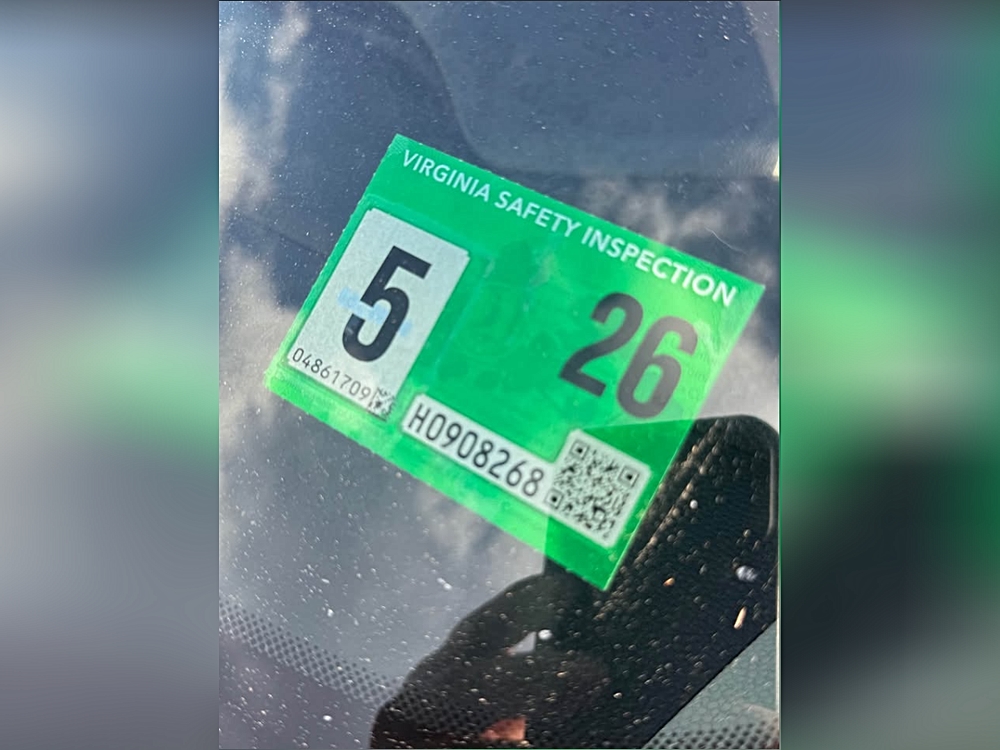 VIRGINIA SAFETY INSPECTION
5
26
04861709
H0908268